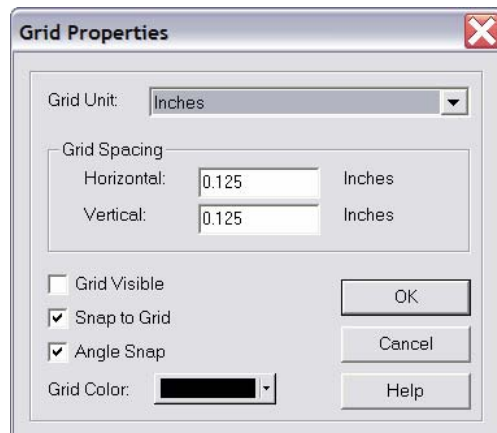 Grid Properties
Grid Unit: Inches
Grid Spacing
Horizontal: 0.125 Inches
Vertical: 0.125 Inches
Grid Visible
Snap to Grid
Angle Snap
Grid Color:
OK
Cancel
Help